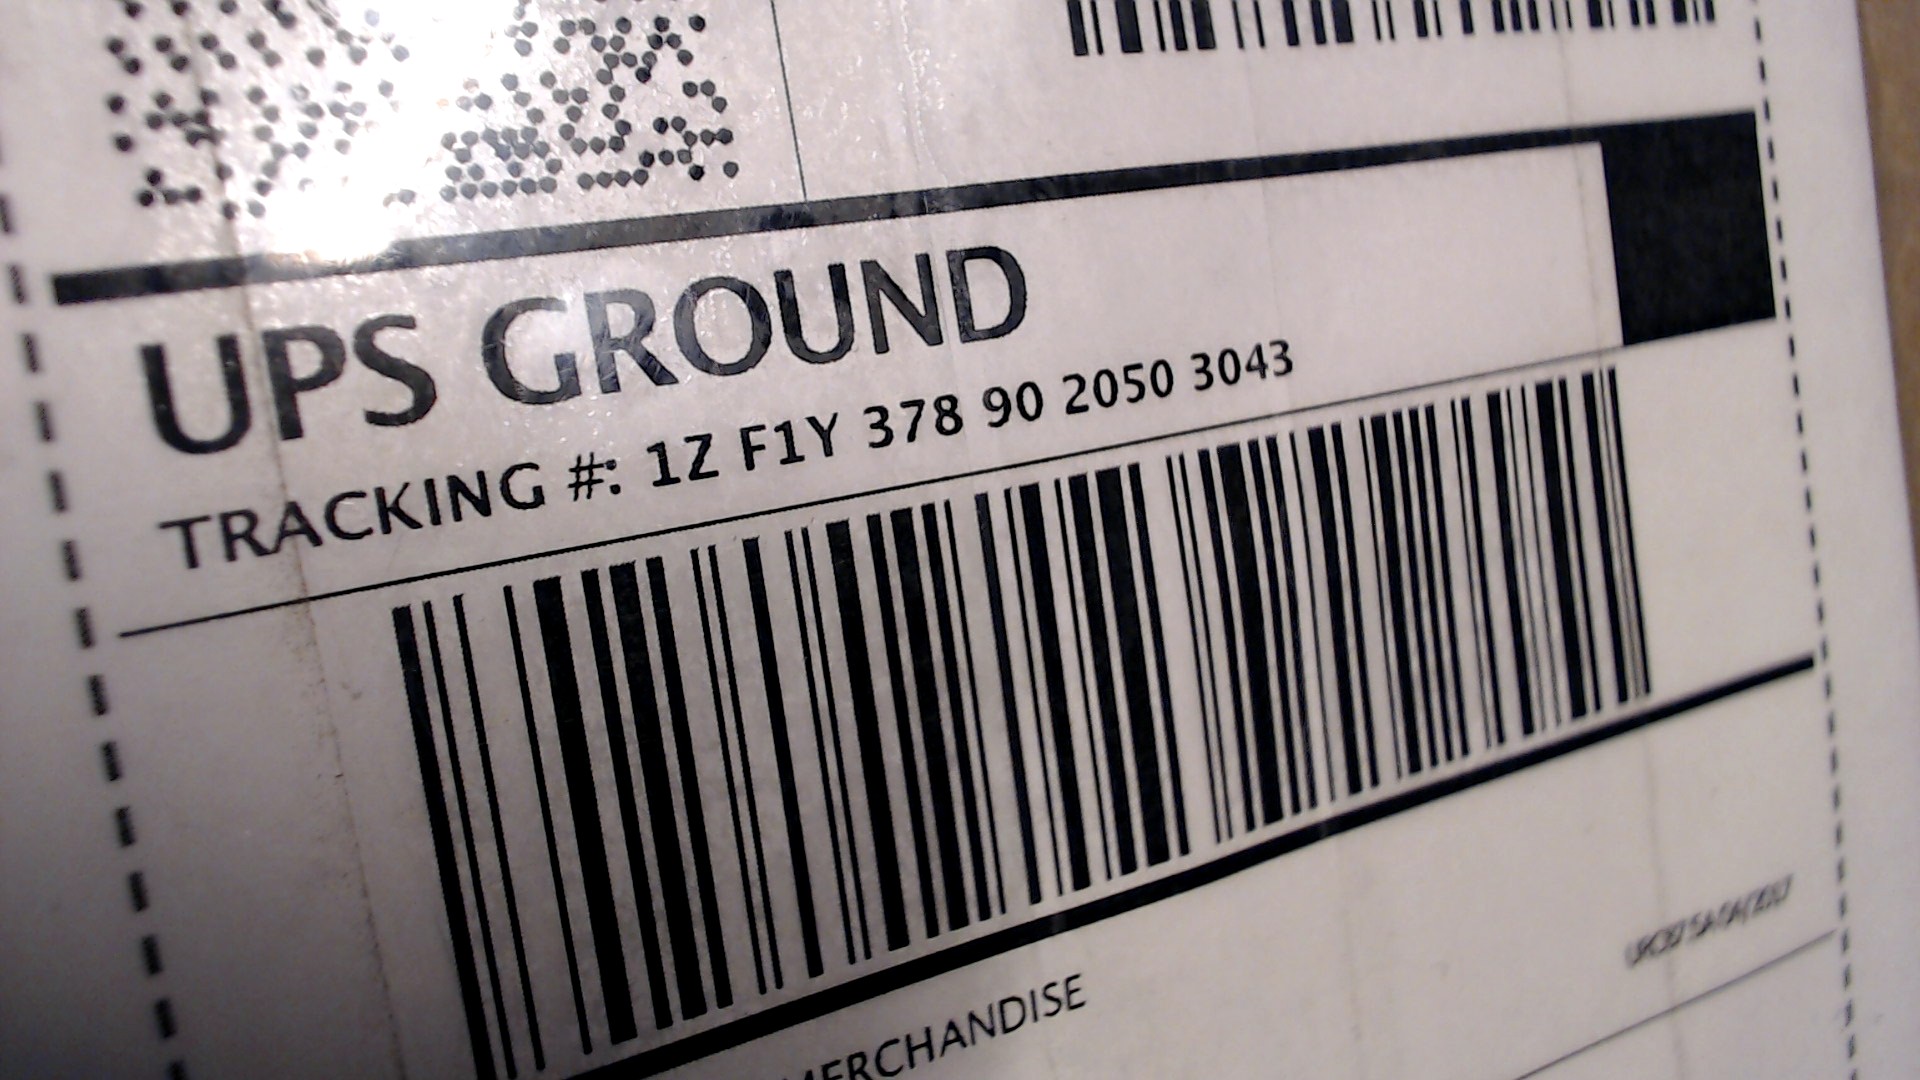 UPS GROUND
TRACKING #: 1Z F1Y 378 90 2050 3043
MERCHANDISE